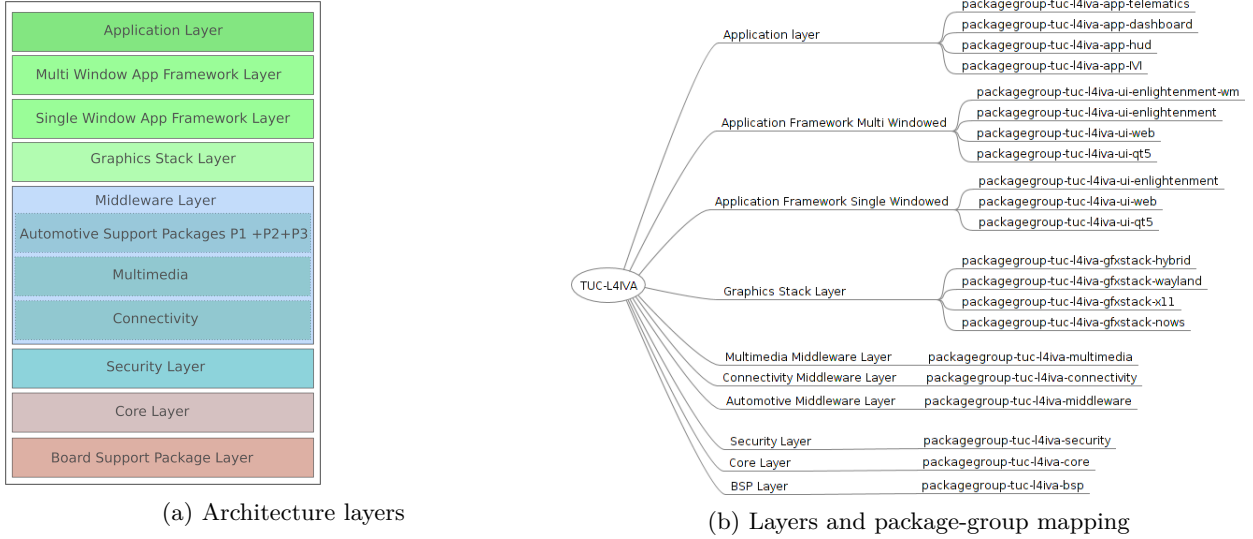 Application Layer
Multi Window App Framework Layer
Single Window App Framework Layer
Graphics Stack Layer
Middleware Layer
Automotive Support Packages P1 +P2+P3
Multimedia
Connectivity
Security Layer
Core Layer
Board Support Package Layer
(a) Architecture layers
TUC-L4IVA
Application layer
packagegroup-tuc-l4iva-app-telematics
packagegroup-tuc-l4iva-app-dashboard
packagegroup-tuc-l4iva-app-hud
packagegroup-tuc-l4iva-app-IVI
Application Framework Multi Windowed
packagegroup-tuc-l4iva-ui-enlightenment-wm
packagegroup-tuc-l4iva-ui-enlightenment
packagegroup-tuc-l4iva-ui-web
packagegroup-tuc-l4iva-ui-qt5
Application Framework Single Windowed
packagegroup-tuc-l4iva-ui-enlightenment
packagegroup-tuc-l4iva-ui-web
packagegroup-tuc-l4iva-ui-qt5
Graphics Stack Layer
packagegroup-tuc-l4iva-gfxstack-hybrid
packagegroup-tuc-l4iva-gfxstack-wayland
packagegroup-tuc-l4iva-gfxstack-x11
packagegroup-tuc-l4iva-gfxstack-nows
Multimedia Middleware Layer packagegroup-tuc-l4iva-multimedia
Connectivity Middleware Layer packagegroup-tuc-l4iva-connectivity
Automotive Middleware Layer packagegroup-tuc-l4iva-middleware
Security Layer packagegroup-tuc-l4iva-security
Core Layer packagegroup-tuc-l4iva-core
BSP Layer packagegroup-tuc-l4iva-bsp
(b) Layers and package-group mapping